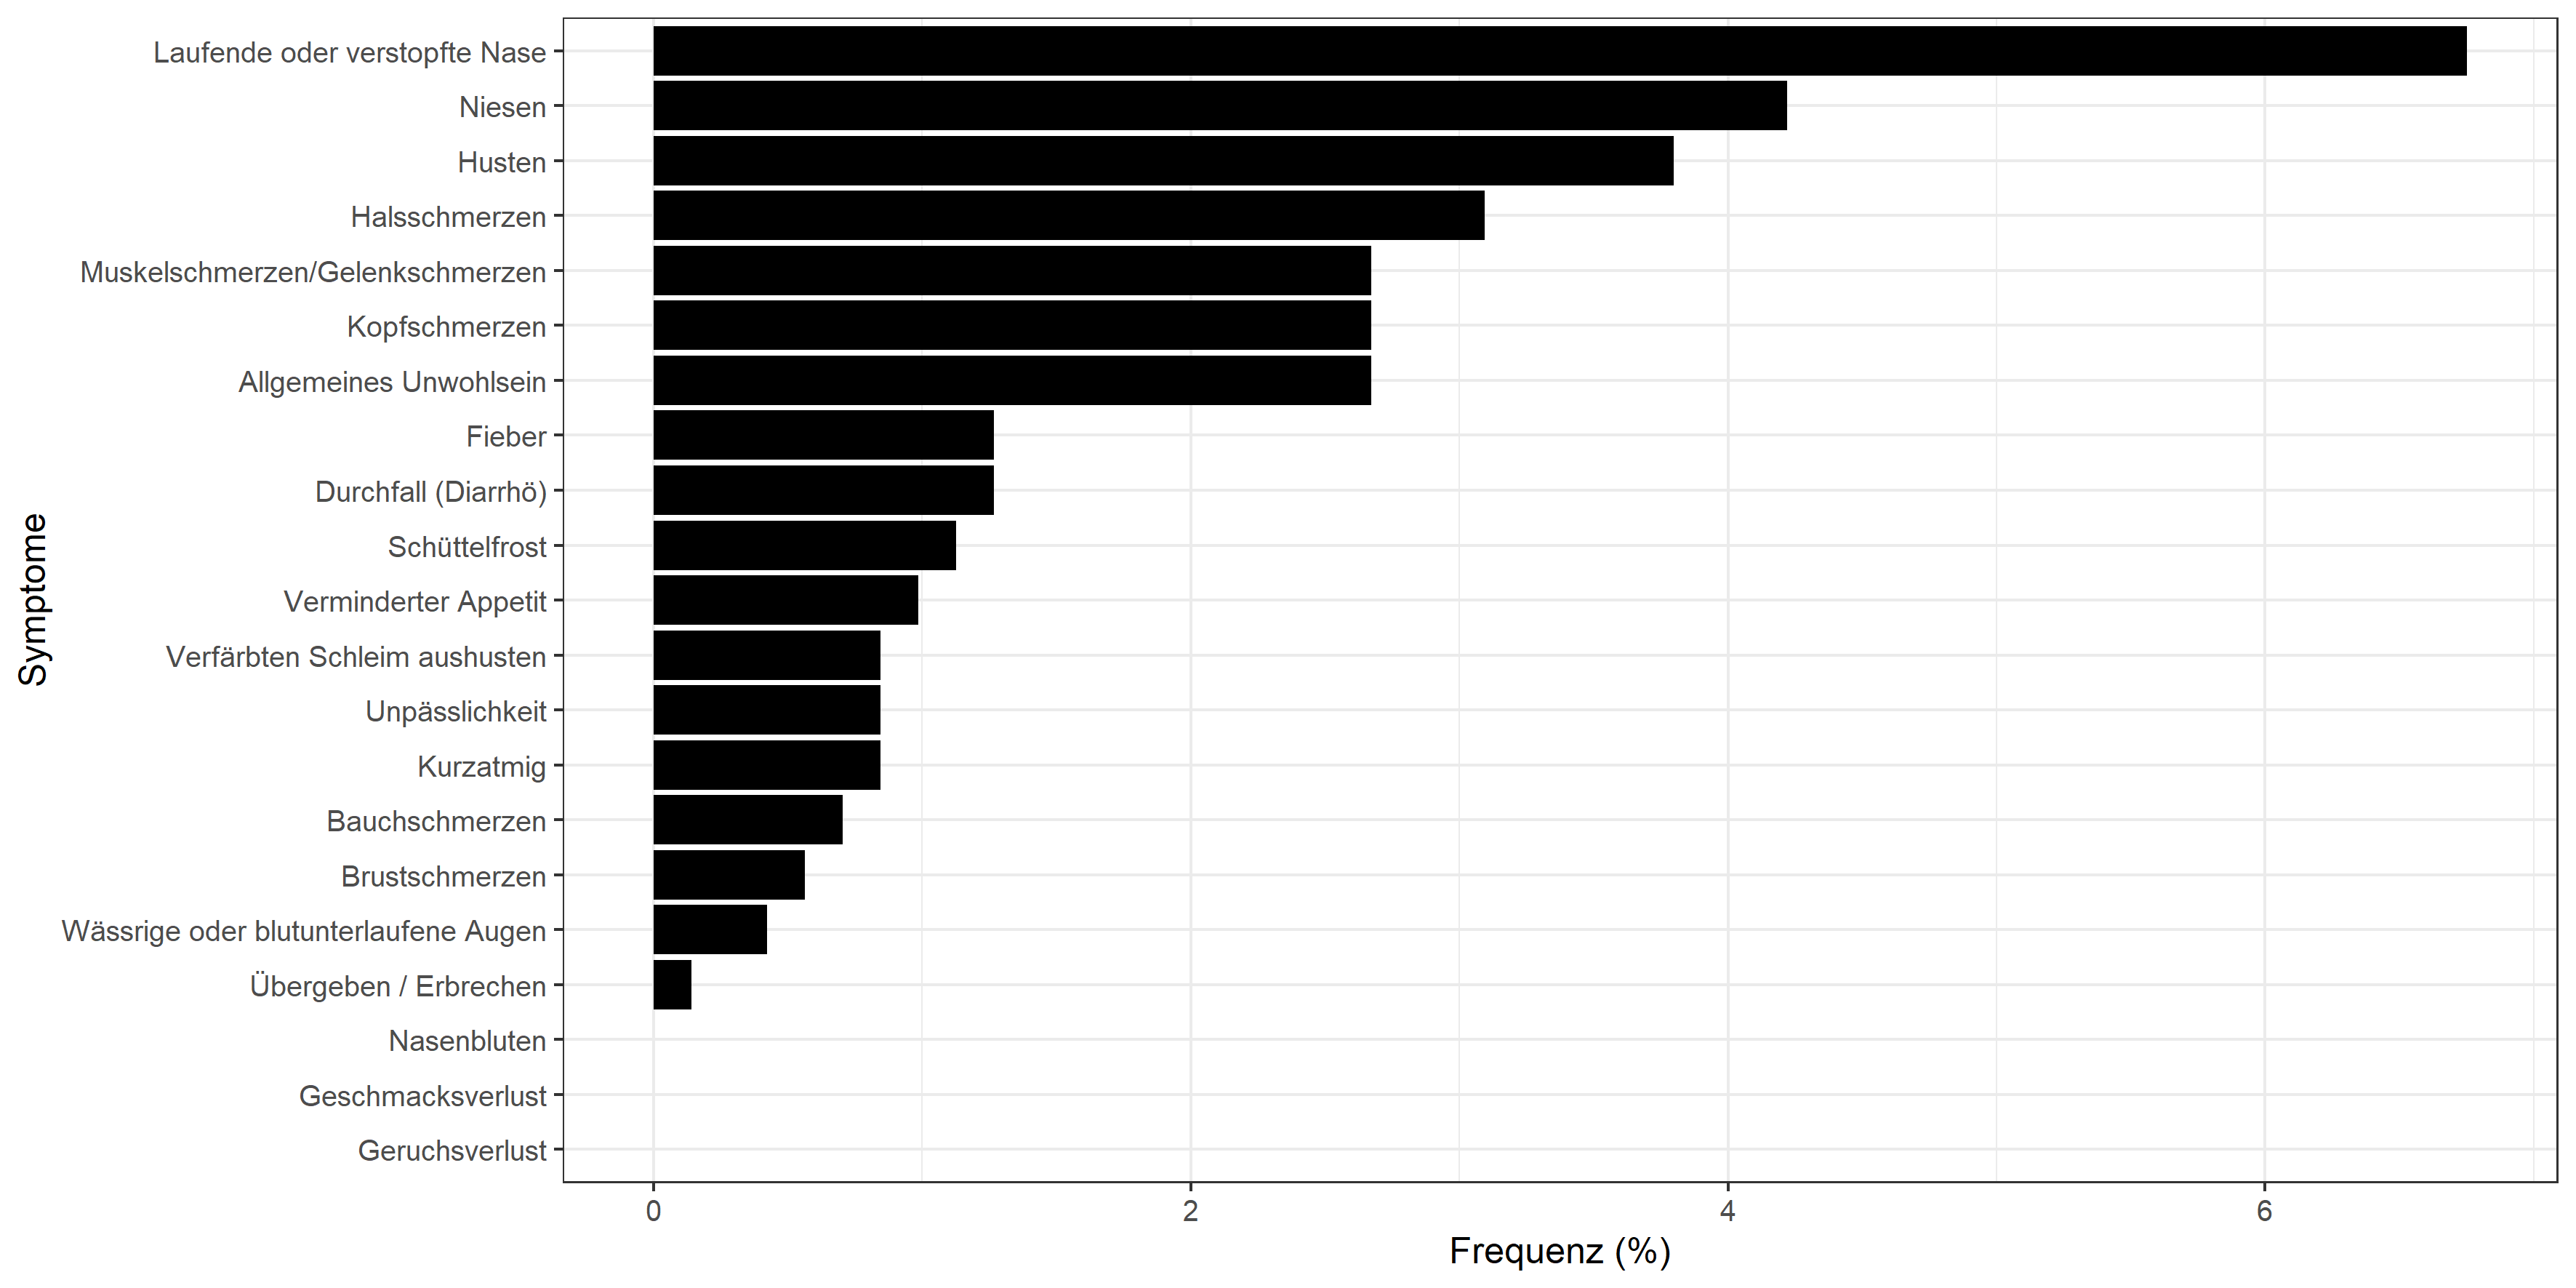 Laufende oder verstopfte Nase
Niesen
Husten
Halsschmerzen
Muskelschmerzen/Gelenkschmerzen
Kopfschmerzen
Allgemeines Unwohlsein
Fieber
Durchfall (Diarrhö)
Schüttelfrost
Verminderter Appetit
Verfärbten Schleim aushusten
Unpässlichkeit
Kurzatmig
Bauchschmerzen
Brustschmerzen
Wässrige oder blutunterlaufene Augen
Übergeben / Erbrechen
Nasenbluten
Geschmacksverlust
Geruchsverlust
Symptome
0 2 4 6
Frequenz (%)